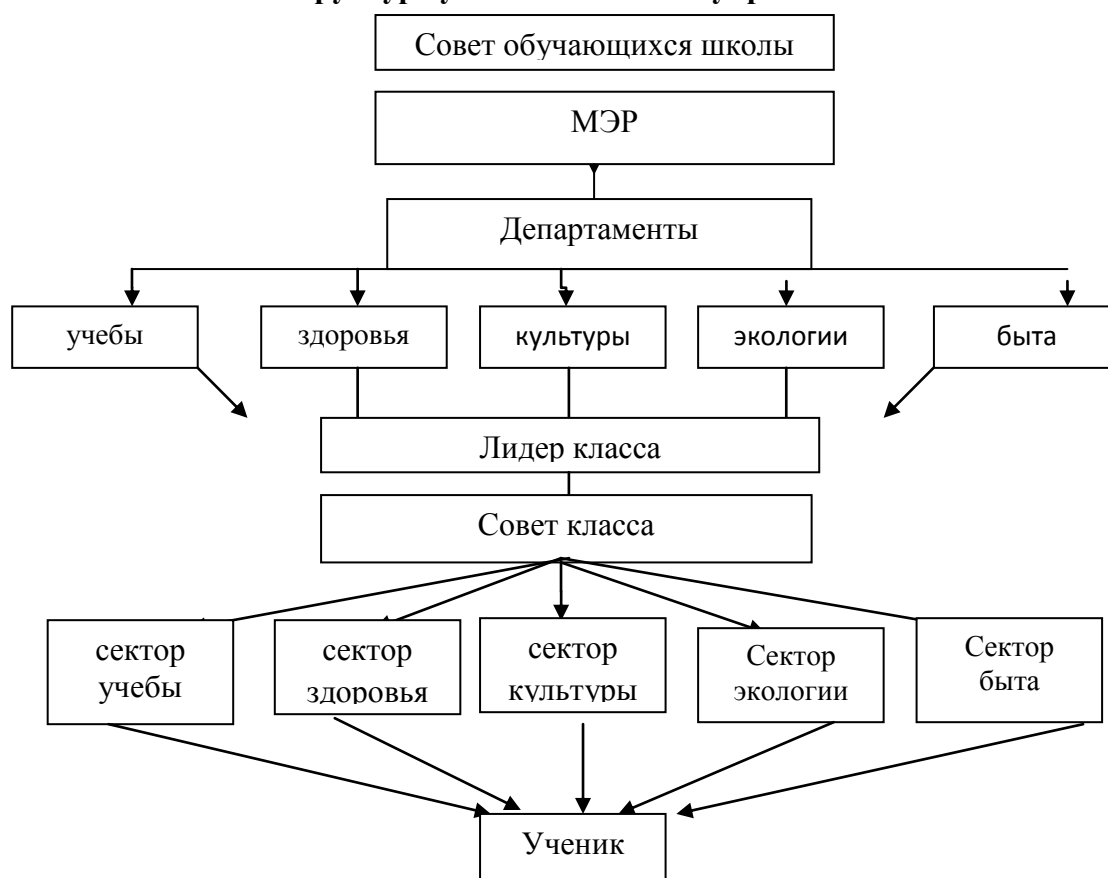 Совет обучающихся школы
МЭР
Департаменты
учебы
здоровья
культуры
экологии
быта
Лидер класса
Совет класса
сектор
учебы
сектор
здоровья
сектор
культуры
Сектор
экологии
Сектор
быта
Ученик